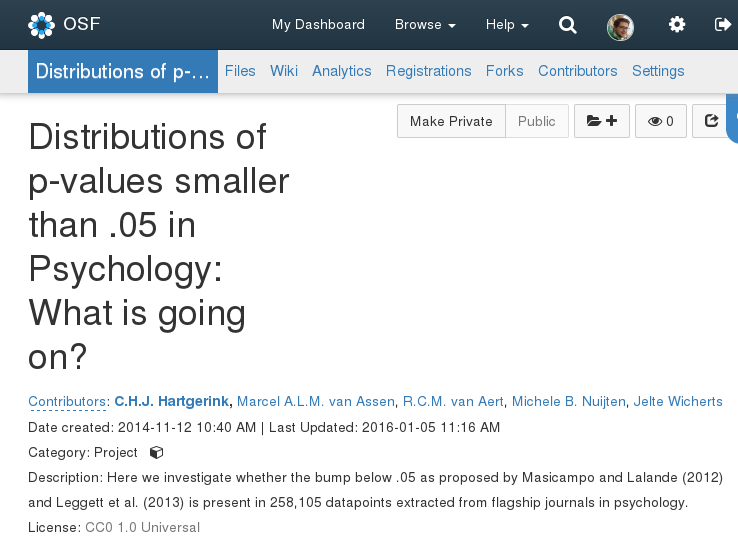 OSF My Dashboard Browse Help
Distributions of p-... Files Wiki Analytics Registrations Forks Contributors Settings
Make Private Public 0
Distributions of
p-values smaller
than .05 in
Psychology:
What is going
on?
Contributors: C.H.J. Hartgerink, Marcel A.L.M. van Assen, R.C.M. van Aert, Michele B. Nuijten, Jelte Wicherts
Date created: 2014-11-12 10:40 AM | Last Updated: 2016-01-05 11:16 AM
Category: Project
Description: Here we investigate whether the bump below .05 as proposed by Masicampo and Lalande (2012)
and Leggett et al. (2013) is present in 258,105 datapoints extracted from flagship journals in psychology.
License: CC0 1.0 Universal